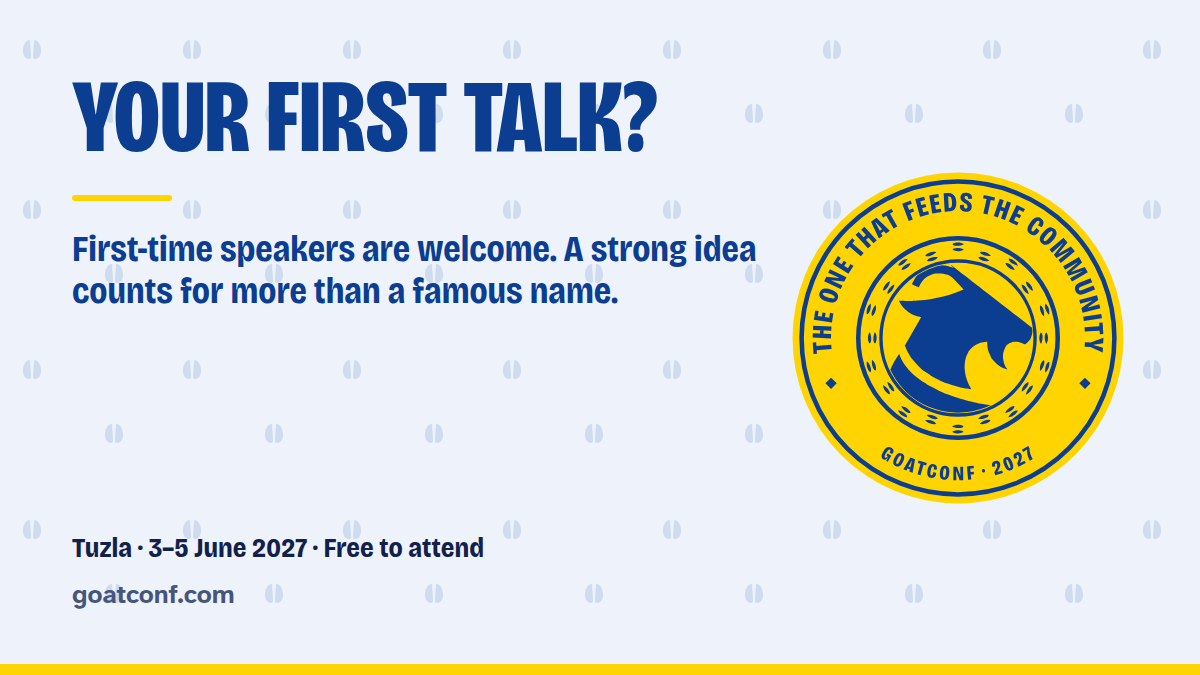 YOUR FIRST TALK?
First-time speakers are welcome. A strong idea
counts for more than a famous name.
THE ONE THAT FEEDS THE COMMUNITY
GOATCONF · 2027
Tuzla · 3–5 June 2027 · Free to attend
goatconf.com